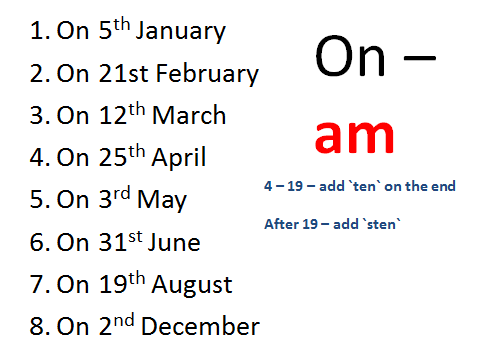 1. On 5th January
2. On 21st February
3. On 12th March
4. On 25th April
5. On 3rd May
6. On 31st June
7. On 19th August
8. On 2nd December
On –
am
4 – 19 – add `ten` on the end
After 19 – add `sten`